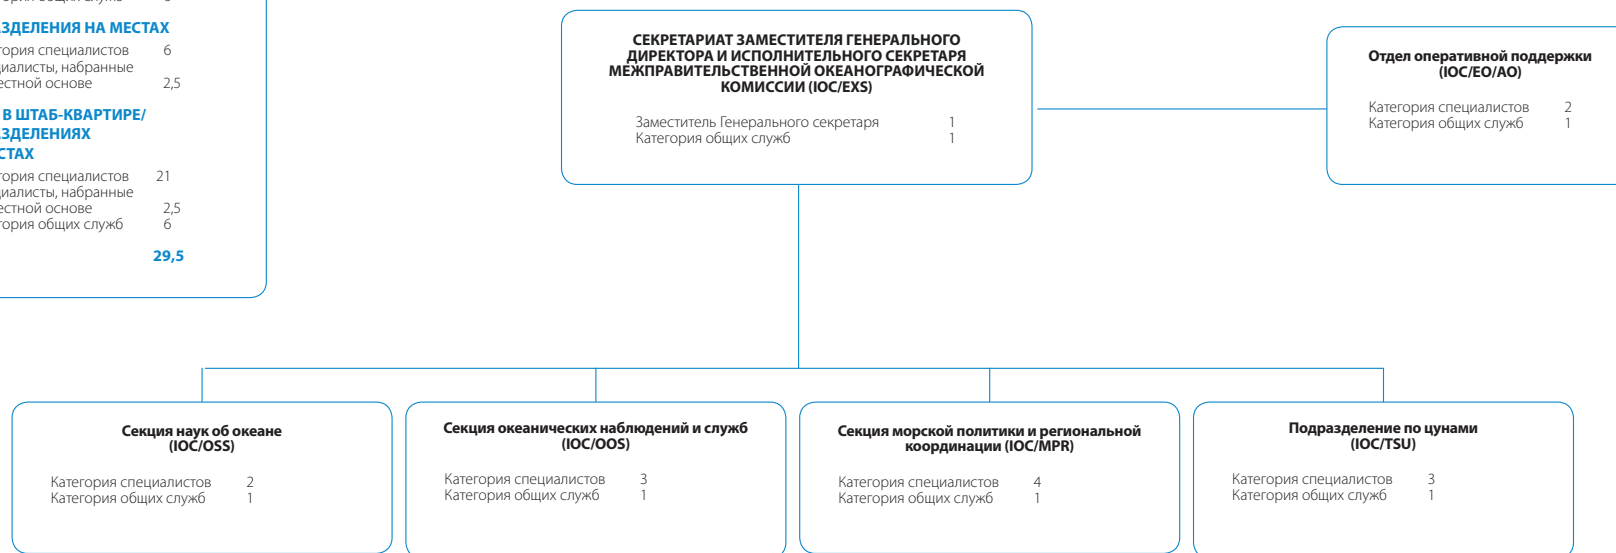 ЗДЕЛЕНИЯ НА МЕСТАХ
гория специалистов 6
циалисты, набранные
естной основе 2,5
В ШТАБ-КВАРТИРЕ/
ЗДЕЛЕНИЯХ
СТАХ
гория специалистов 21
циалисты, набранные
естной основе 2,5
гория общих служб 6
29,5
СЕКРЕТАРИАТ ЗАМЕСТИТЕЛЯ ГЕНЕРАЛЬНОГО
ДИРЕКТОРА И ИСПОЛНИТЕЛЬНОГО СЕКРЕТАРЯ
МЕЖПРАВИТЕЛЬСТВЕННОЙ ОКЕАНОГРАФИЧЕСКОЙ
КОМИССИИ (IOC/EXS)
Заместитель Генерального секретаря 1
Категория общих служб 1
Отдел оперативной поддержки
(IOC/EO/AO)
Категория специалистов 2
Категория общих служб 1
Секция наук об океане
(IOC/OSS)
Категория специалистов 2
Категория общих служб 1
Секция океанических наблюдений и служб
(IOC/OOS)
Категория специалистов 3
Категория общих служб 1
Секция морской политики и региональной
координации (IOC/MPR)
Категория специалистов 4
Категория общих служб 1
Подразделение по цунами
(IOC/TSU)
Категория специалистов 3
Категория общих служб 1